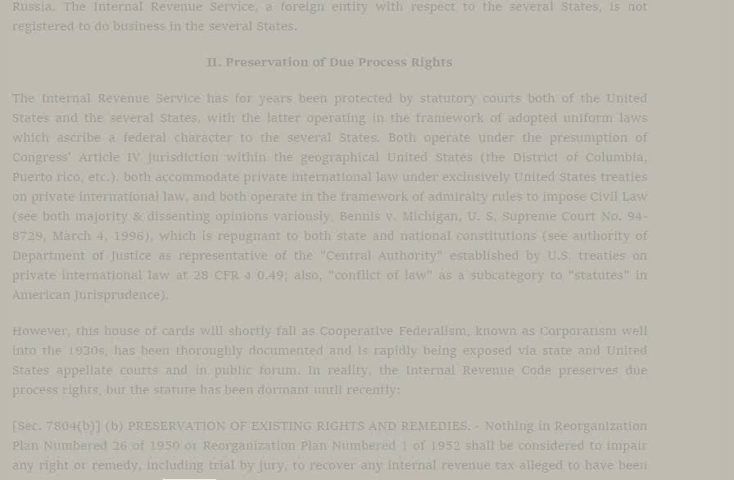 Russia. The Internal Revenue Service, a foreign entity with respect to the several States, is not
registered to do business in the several States.
II. Preservation of Due Process Rights
The Internal Revenue Service has for years been protected by statutory courts both of the United
States and the several States, with the latter operating in the framework of adopted uniform laws
which ascribe a federal character to the several States. Both operate under the presumption of
Congress' Article IV jurisdiction within the geographical United States (the District of Columbia,
Puerto rico, etc.), both accommodate private international law under exclusively United States treaties
on private international law, and both operate in the framework of admiralty rules to impose Civil Law
(see both majority & dissenting opinions variously, Bennis v. Michigan, U. S. Supreme Court No. 94-
8729, March 4, 1996), which is repugnant to both state and national constitutions (see authority of
Department of Justice as representative of the "Central Authority" established by U.S. treaties on
private international law at 28 CFR ¢ 0.49; also, "conflict of law" as a subcategory to "statutes" in
American Jurisprudence).
However, this house of cards will shortly fall as Cooperative Federalism, known as Corporatism well
into the 1930s, has been thoroughly documented and is rapidly being exposed via state and United
States appellate courts and in public forum. In reality, the Internal Revenue Code preserves due
process rights, but the statute has been dormant until recently:
[Sec. 7804(b)] (b) PRESERVATION OF EXISTING RIGHTS AND REMEDIES. - Nothing in Reorganization
Plan Numbered 26 of 1950 or Reorganization Plan Numbered 1 of 1952 shall be considered to impair
any right or remedy, including trial by jury, to recover any internal revenue tax alleged to have been